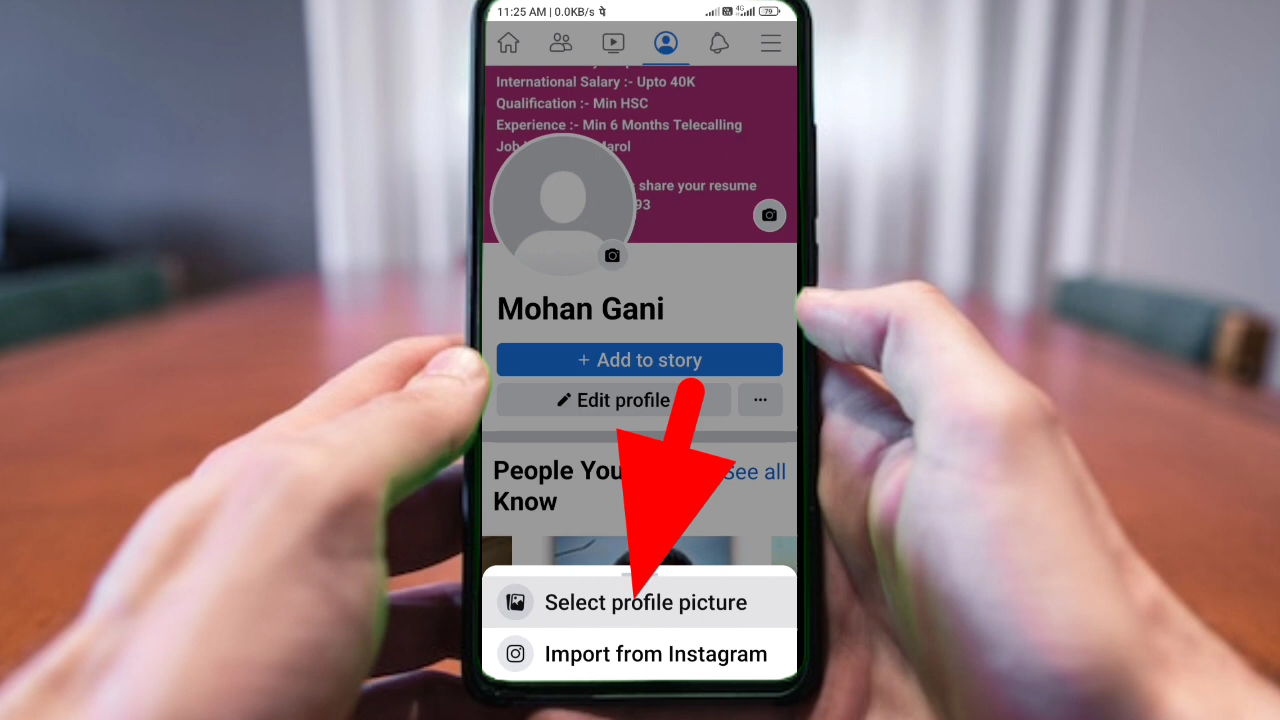 11:25 AM | 0.0KB/s पे
4G
79
International Salary :- Upto 40K
Qualification :- Min HSC
Experience :- Min 6 Months Telecalling
Job Marol
share your resume
93
Mohan Gani
+ Add to story
Edit profile ...
People You See all
Know
Select profile picture
Import from Instagram